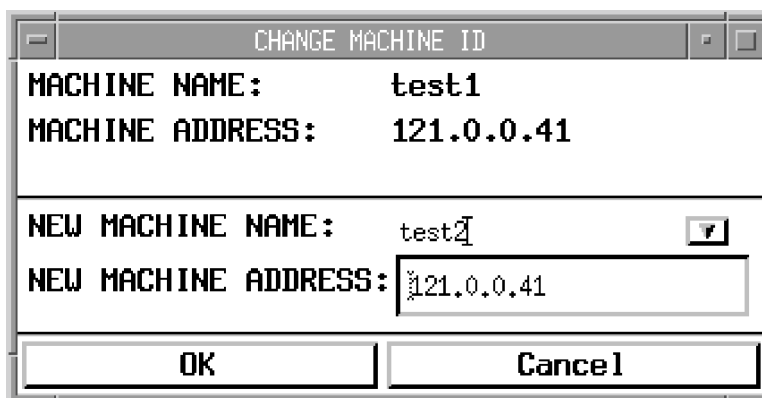 CHANGE MACHINE ID
MACHINE NAME: test1
MACHINE ADDRESS: 121.0.0.41
NEW MACHINE NAME: test2
NEW MACHINE ADDRESS: 121.0.0.41
OK Cancel